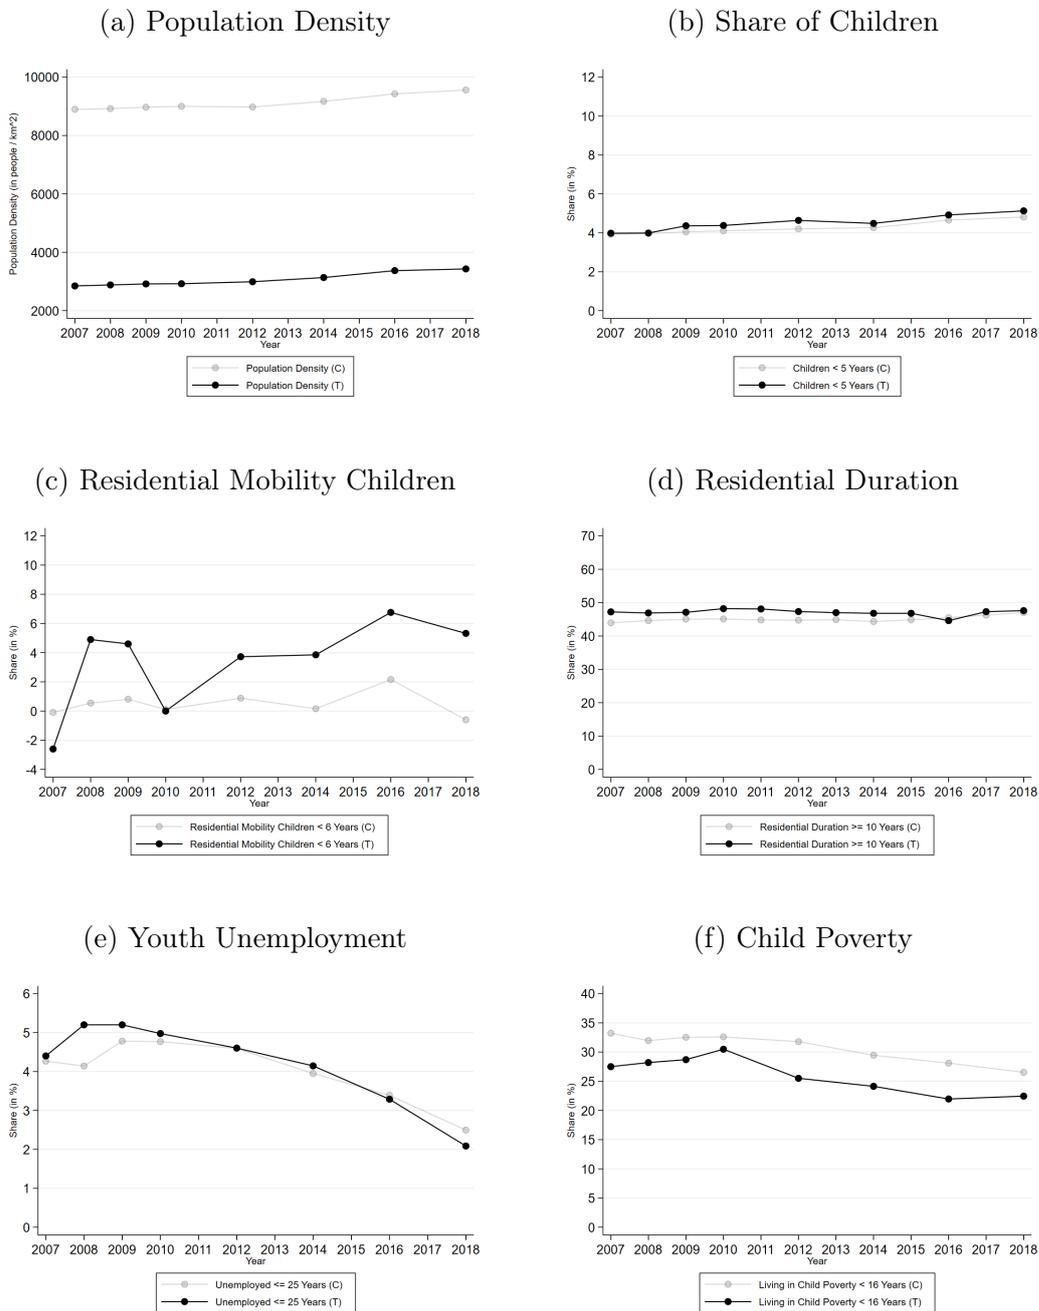 (a) Population Density
10000
8000
6000
4000
2000
Population Density (in people / km^2)
2007 2008 2009 2010 2011 2012 2013 2014 2015 2016 2017 2018
Year
Population Density (C)
Population Density (T)
(b) Share of Children
12
10
8
6
4
2
0
Share (in %)
2007 2008 2009 2010 2011 2012 2013 2014 2015 2016 2017 2018
Year
Children < 5 Years (C)
Children < 5 Years (T)
(c) Residential Mobility Children
12
10
8
6
4
2
0
-2
-4
Share (in %)
2007 2008 2009 2010 2011 2012 2013 2014 2015 2016 2017 2018
Year
Residential Mobility Children < 6 Years (C)
Residential Mobility Children < 6 Years (T)
(d) Residential Duration
70
60
50
40
30
20
10
0
Share (in %)
2007 2008 2009 2010 2011 2012 2013 2014 2015 2016 2017 2018
Year
Residential Duration >= 10 Years (C)
Residential Duration >= 10 Years (T)
(e) Youth Unemployment
6
5
4
3
2
1
0
Share (in %)
2007 2008 2009 2010 2011 2012 2013 2014 2015 2016 2017 2018
Year
Unemployed <= 25 Years (C)
Unemployed <= 25 Years (T)
(f) Child Poverty
40
35
30
25
20
15
10
5
0
Share (in %)
2007 2008 2009 2010 2011 2012 2013 2014 2015 2016 2017 2018
Year
Living in Child Poverty < 16 Years (C)
Living in Child Poverty < 16 Years (T)